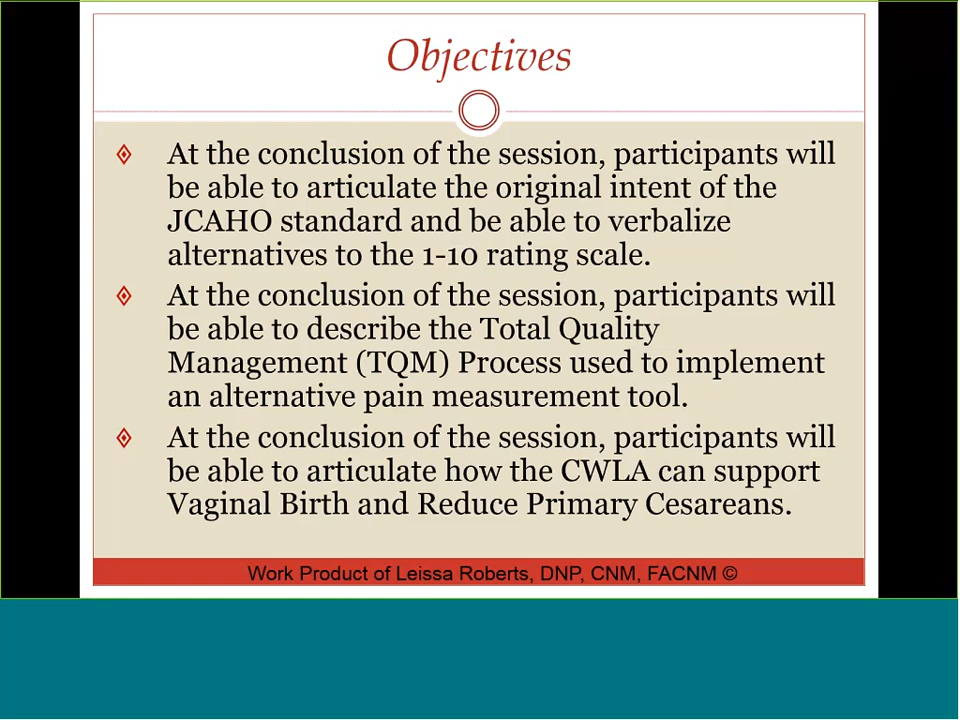 Objectives
At the conclusion of the session, participants will
be able to articulate the original intent of the
JCAHO standard and be able to verbalize
alternatives to the 1-10 rating scale.
At the conclusion of the session, participants will
be able to describe the Total Quality
Management (TQM) Process used to implement
an alternative pain measurement tool.
At the conclusion of the session, participants will
be able to articulate how the CWLA can support
Vaginal Birth and Reduce Primary Cesareans.
Work Product of Leissa Roberts, DNP, CNM, FACNM ©